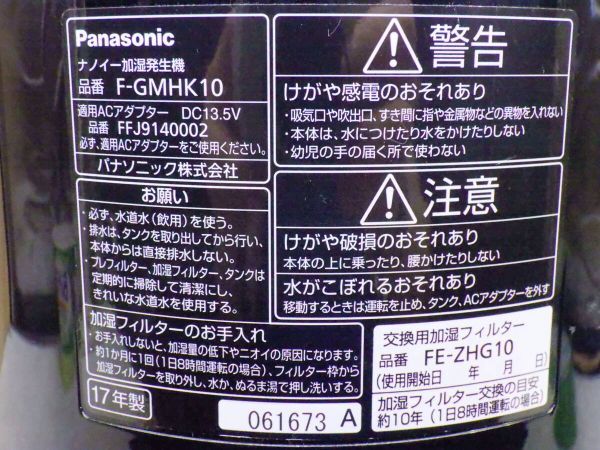 Panasonic
ナノイー加湿発生機
品番 F-GMHK10
適用ACアダプター DC13.5V
品番 FFJ9140002
必ず、適用ACアダプターをご使用ください。
パナソニック株式会社
お願い
・必ず、水道水（飲用）を使う。
・排水は、タンクを取り出してから行い、
本体からは直接排水しない。
・プレフィルター、加湿フィルター、タンクは
定期的に掃除して清潔にし、
きれいな水道水を使用する。
加湿フィルターのお手入れ
・お手入れしないと、加湿量の低下やニオイの原因になります。
・約1か月に1回（1日8時間運転の場合）、フィルター枠から
加湿フィルターを取り外し、水か、ぬるま湯で押し洗いする。
17年製
061673 A
警告
けがや感電のおそれあり
・吸気口や吹出口、すき間に指や金属物などの異物を入れない
・本体は、水につけたり水をかけたりしない
・幼児の手の届く所で使わない
注意
けがや破損のおそれあり
本体の上に乗ったり、腰かけたりしない
水がこぼれるおそれあり
移動するときは運転を止め、タンク、ACアダプターを外す
交換用加湿フィルター
品番 FE-ZHG10
（使用開始日 年 月 日）
加湿フィルター交換の目安
約10年（1日8時間運転の場合）